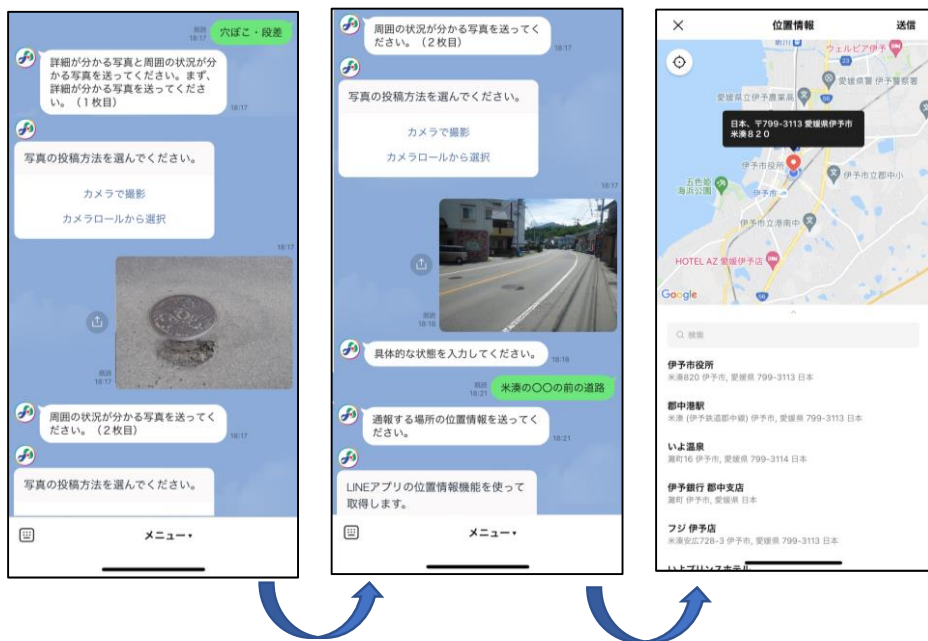 既読
18:17
穴ぼこ・段差
詳細が分かる写真と周囲の状況が分
かる写真を送ってください。まず、
詳細が分かる写真を送ってくださ
い。（１枚目）
18:17
写真の投稿方法を選んでください。
カメラで撮影
カメラロールから選択
18:17
既読
18:17
周囲の状況が分かる写真を送ってく
ださい。（２枚目）
18:17
写真の投稿方法を選んでください。
メニュー▾
周囲の状況が分かる写真を送ってく
ださい。（２枚目）
18:17
写真の投稿方法を選んでください。
カメラで撮影
カメラロールから選択
18:17
既読
18:18
具体的な状態を入力してください。
18:18
既読
18:21
米湊の〇〇の前の道路
通報する場所の位置情報を送ってく
ださい。
18:21
LINEアプリの位置情報機能を使って
取得します。
メニュー▾
位置情報
送信
ウェルピア伊予
23
愛媛県警 伊予警察署
愛媛県立伊予農業高
日本、〒799-3113 愛媛県伊予市
米湊８２０
伊予市役所
伊予市立郡中小
五色姫
海浜公園
伊予市
伊予市立港南中
HOTEL AZ 愛媛伊予店
Google
56
検索
伊予市役所
米湊820 伊予市, 愛媛県 799-3113 日本
郡中港駅
米湊 (伊予鉄道郡中線) 伊予市, 愛媛県 799-3113 日本
いよ温泉
灘町16 伊予市, 愛媛県 799-3114 日本
伊予銀行 郡中支店
灘町 伊予市, 愛媛県 日本
フジ 伊予店
米湊安広728-3 伊予市, 愛媛県 799-3113 日本
いよプリンスホテル